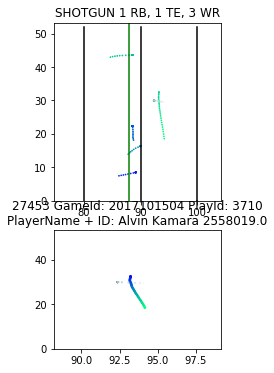 SHOTGUN 1 RB, 1 TE, 3 WR
50
40
30
20
10
0
80 90 100
27453 GameId: 2017101504 PlayId: 3710
PlayerName + ID: Alvin Kamara 2558019.0
40
20
0
90.0 92.5 95.0 97.5